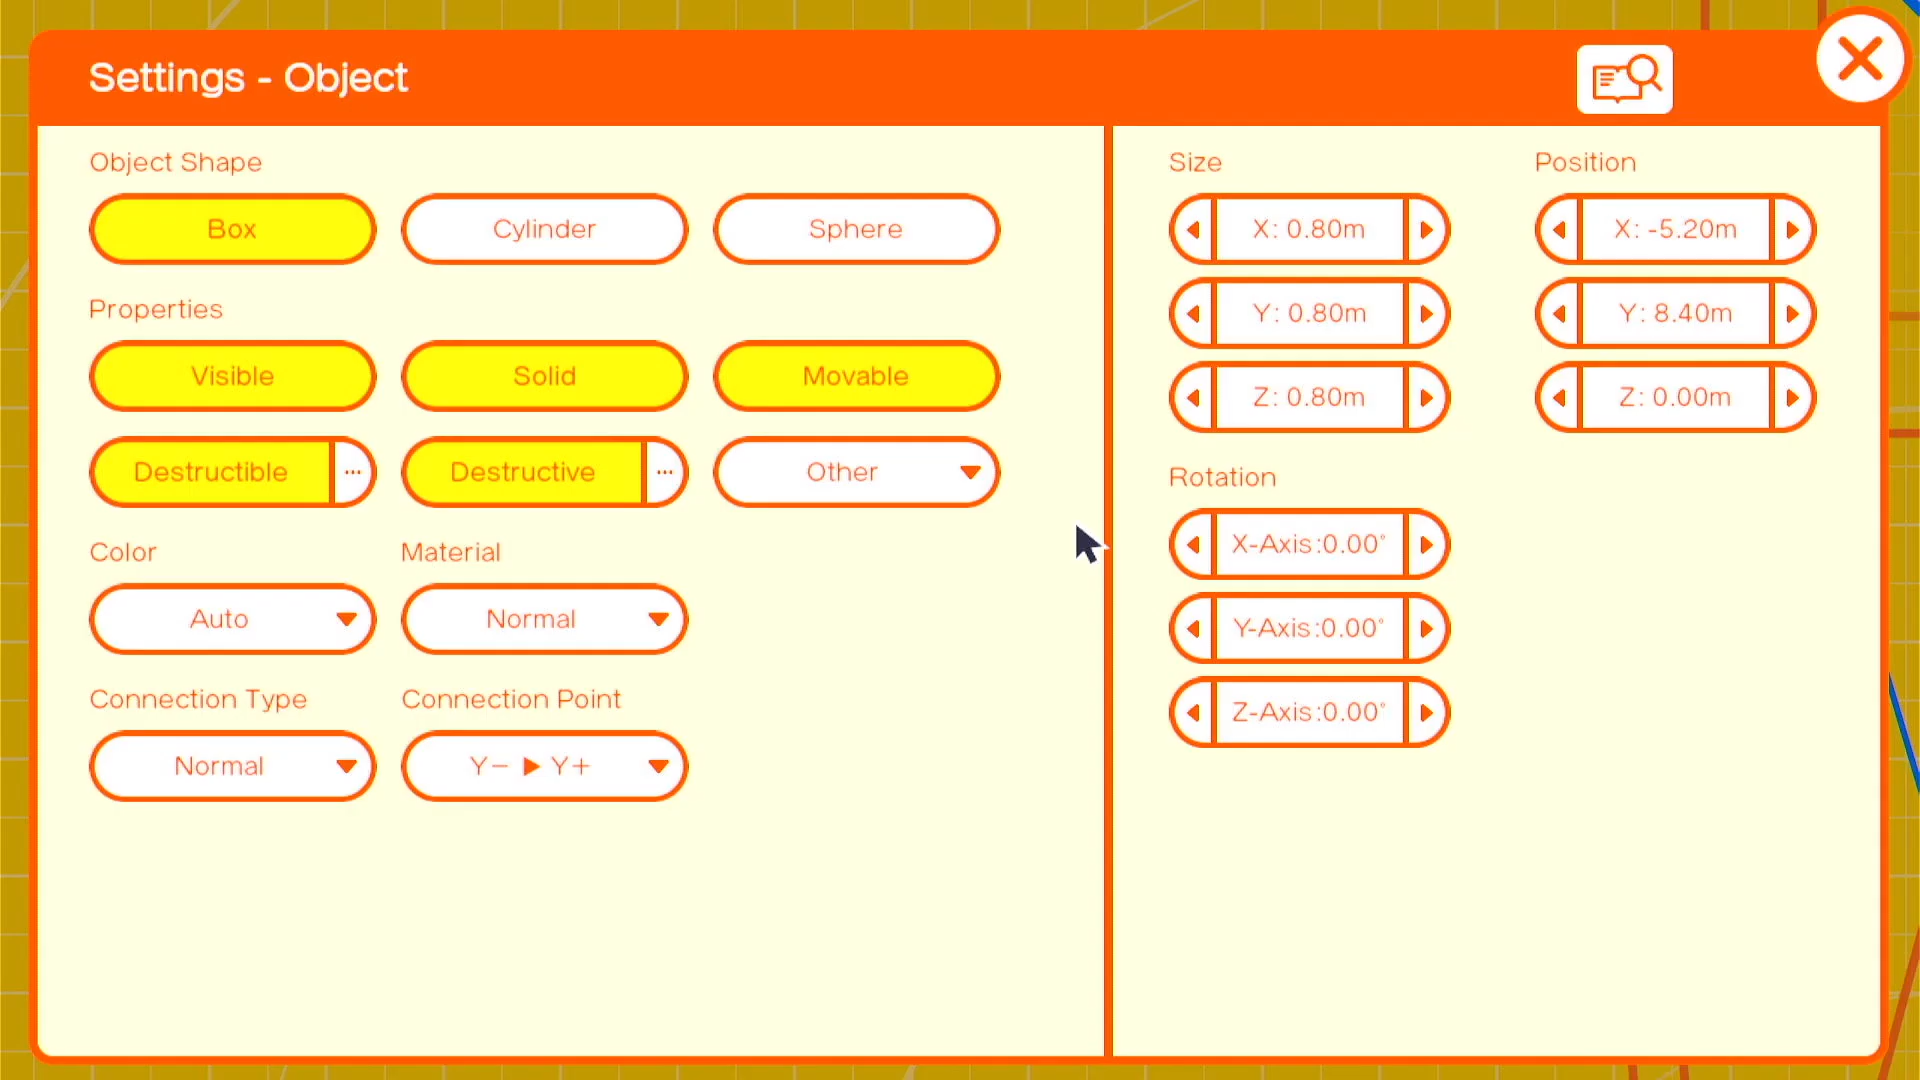 Settings - Object
Object Shape
Box
Cylinder
Sphere
Properties
Visible
Solid
Movable
Destructible
...
Destructive
...
Other
Color
Material
Auto
Normal
Connection Type
Connection Point
Normal
Y− ▶ Y+
Size
X: 0.80m
Y: 0.80m
Z: 0.80m
Position
X: -5.20m
Y: 8.40m
Z: 0.00m
Rotation
X-Axis:0.00°
Y-Axis:0.00°
Z-Axis:0.00°